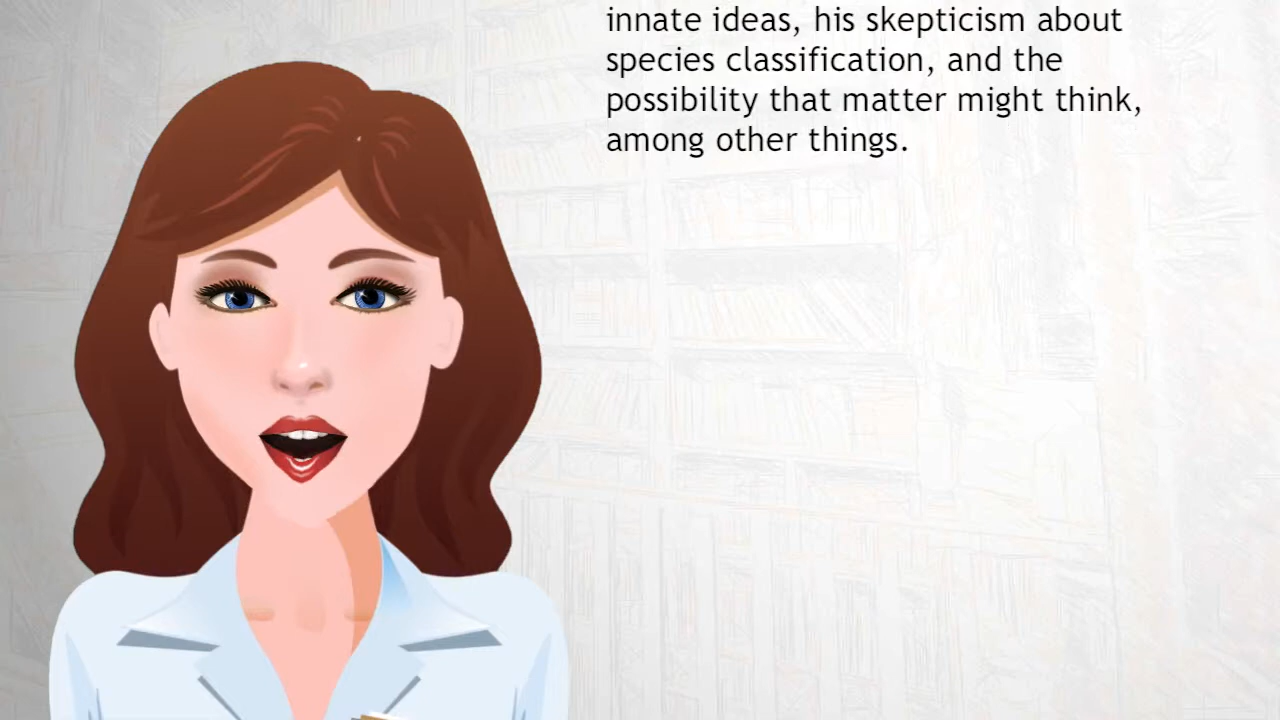 innate ideas, his skepticism about
species classification, and the
possibility that matter might think,
among other things.